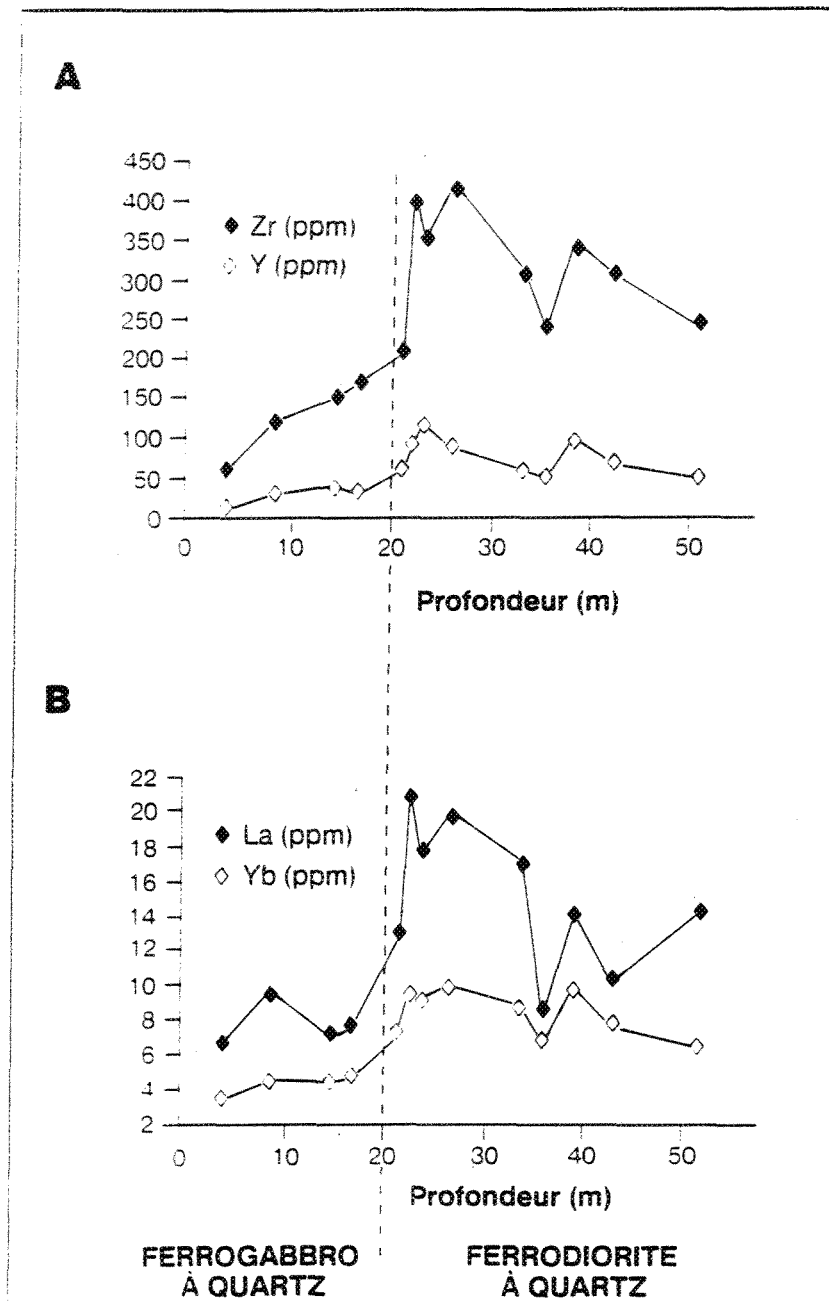 A
450
400
350
300
250
200
150
100
50
0
◆ Zr (ppm)
◇ Y (ppm)
0 10 20 30 40 50
Profondeur (m)
B
22
20
18
16
14
12
10
8
6
4
2
◆ La (ppm)
◇ Yb (ppm)
0 10 20 30 40 50
Profondeur (m)
FERROGABBRO FERRODIORITE
À QUARTZ À QUARTZ